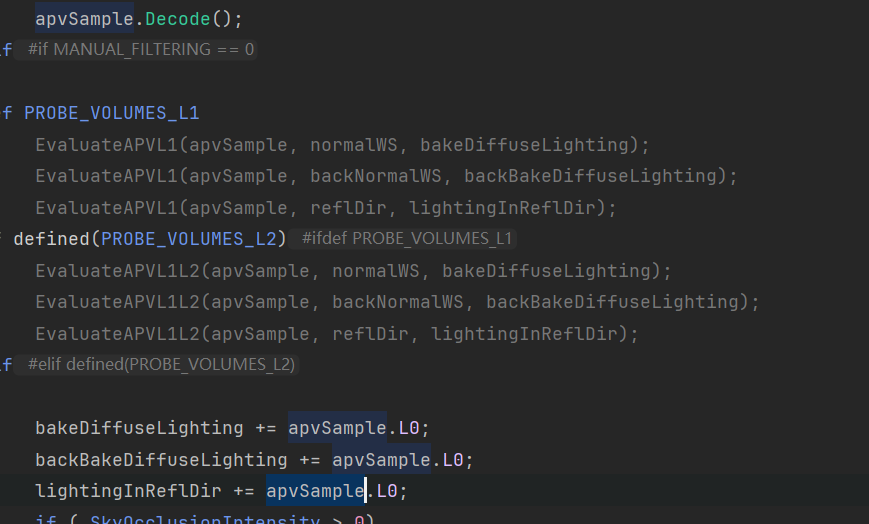 apvSample.Decode();
if #if MANUAL_FILTERING == 0
f PROBE_VOLUMES_L1
EvaluateAPVL1(apvSample, normalWS, bakeDiffuseLighting);
EvaluateAPVL1(apvSample, backNormalWS, backBakeDiffuseLighting);
EvaluateAPVL1(apvSample, reflDir, lightingInReflDir);
defined(PROBE_VOLUMES_L2) #ifdef PROBE_VOLUMES_L1
EvaluateAPVL1L2(apvSample, normalWS, bakeDiffuseLighting);
EvaluateAPVL1L2(apvSample, backNormalWS, backBakeDiffuseLighting);
EvaluateAPVL1L2(apvSample, reflDir, lightingInReflDir);
if #elif defined(PROBE_VOLUMES_L2)
bakeDiffuseLighting += apvSample.L0;
backBakeDiffuseLighting += apvSample.L0;
lightingInReflDir += apvSample.L0;
if (_SkyOcclusionIntensity > 0)